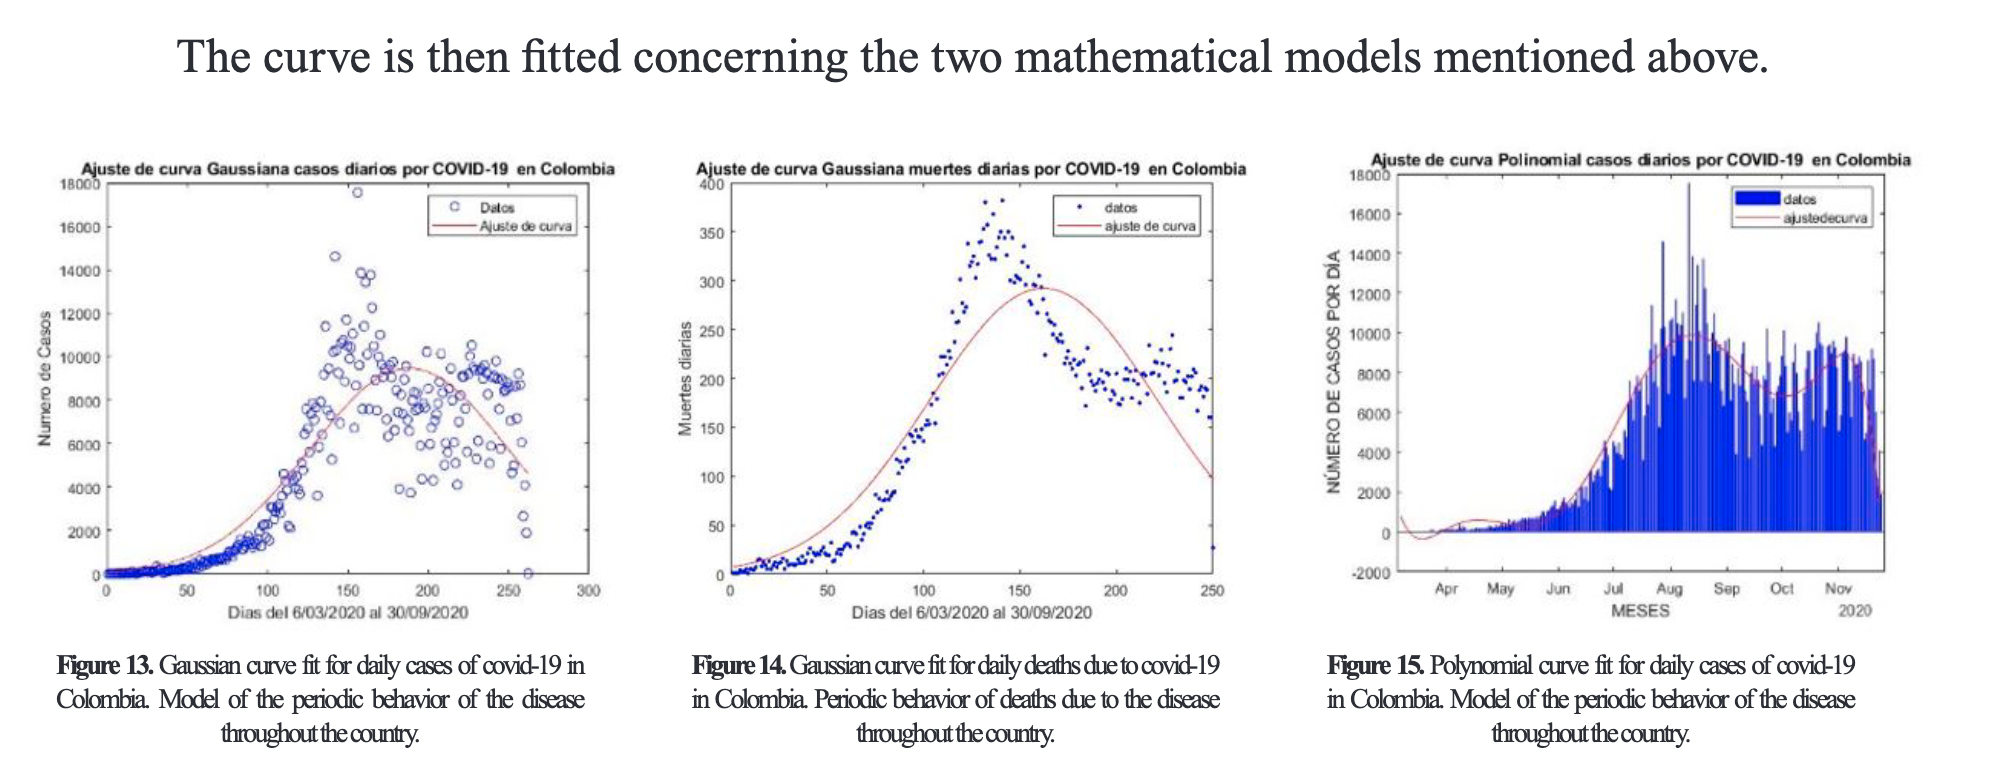 The curve is then fitted concerning the two mathematical models mentioned above.
Ajuste de curva Gaussiana casos diarios por COVID-19 en Colombia
18000
16000
14000
12000
10000
8000
6000
4000
2000
0
Numero de Casos
Datos
Ajuste de curva
0 50 100 150 200 250 300
Dias del 6/03/2020 al 30/09/2020
Figure 13. Gaussian curve fit for daily cases of covid-19 in
Colombia. Model of the periodic behavior of the disease
throughout the country.
Ajuste de curva Gaussiana muertes diarias por COVID-19 en Colombia
400
350
300
250
200
150
100
50
0
Muertes diarias
datos
ajuste de curva
0 50 100 150 200 250
Dias del 6/03/2020 al 30/09/2020
Figure 14. Gaussian curve fit for daily deaths due to covid-19
in Colombia. Periodic behavior of deaths due to the disease
throughout the country.
Ajuste de curva Polinomial casos diarios por COVID-19 en Colombia
18000
16000
14000
12000
10000
8000
6000
4000
2000
0
-2000
NÚMERO DE CASOS POR DÍA
datos
ajustedecurva
Apr May Jun Jul Aug Sep Oct Nov
MESES 2020
Figure 15. Polynomial curve fit for daily cases of covid-19
in Colombia. Model of the periodic behavior of the disease
throughout the country.